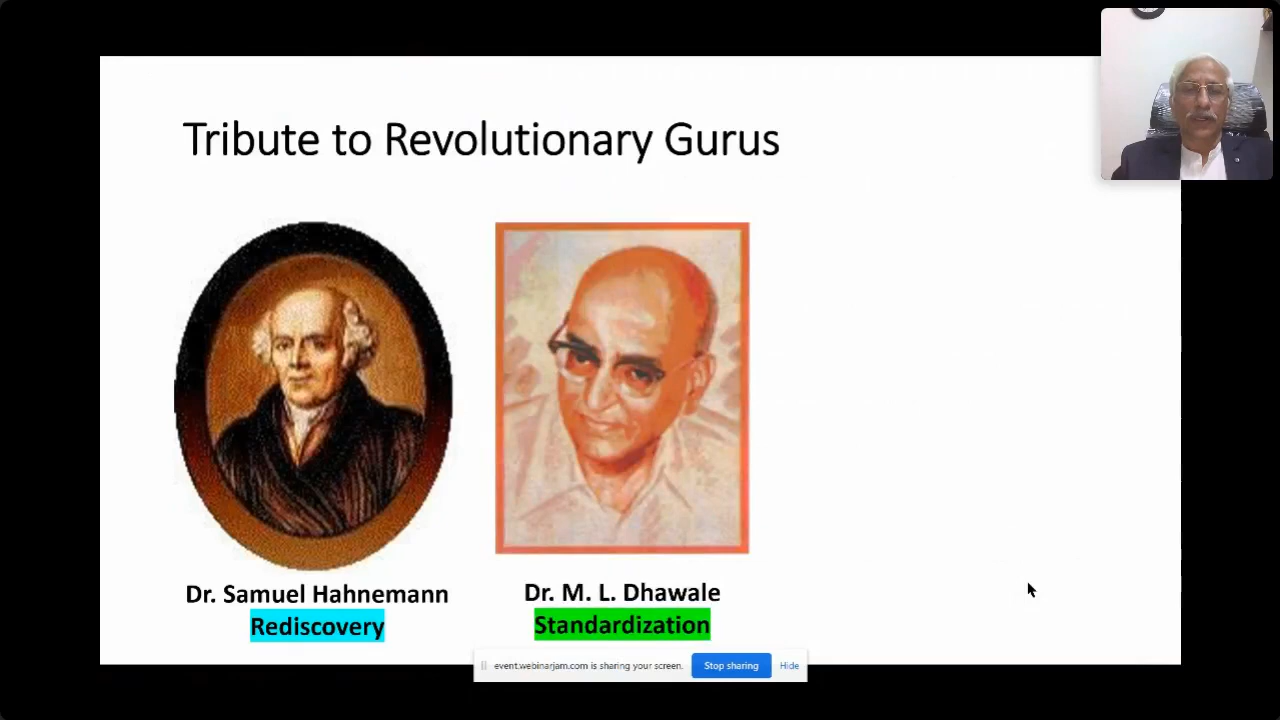 Tribute to Revolutionary Gurus
Dr. Samuel Hahnemann
Rediscovery
Dr. M. L. Dhawale
Standardization
event.webinarjam.com is sharing your screen. Stop sharing Hide